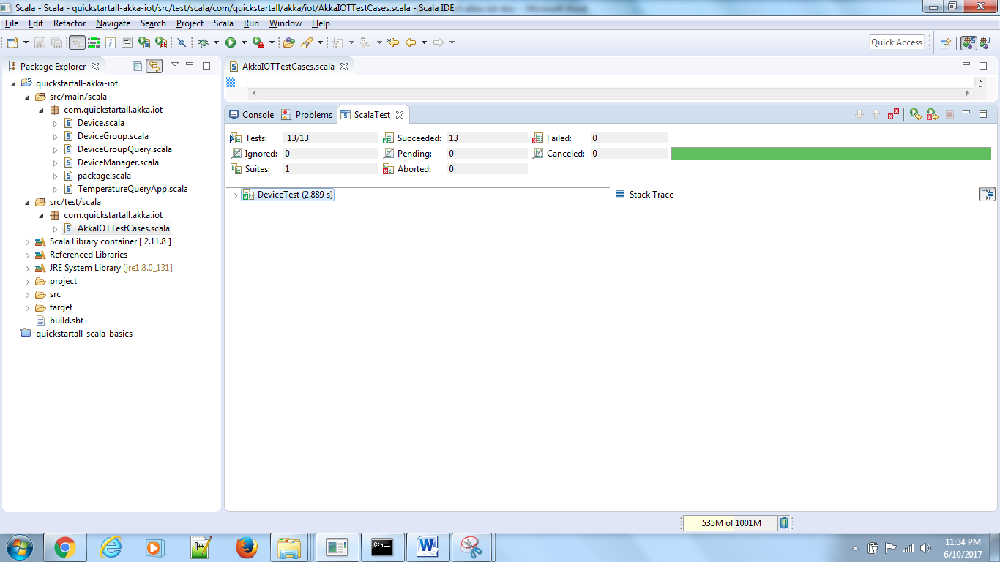 Scala - Scala - quickstartall-akka-iot/src/test/scala/com/quickstartall/akka/iot/AkkaIOTTestCases.scala - Scala IDE
File Edit Refactor Navigate Search Project Scala Run Window Help
Quick Access
Package Explorer
quickstartall-akka-iot
src/main/scala
com.quickstartall.akka.iot
Device.scala
DeviceGroup.scala
DeviceGroupQuery.scala
DeviceManager.scala
package.scala
TemperatureQueryApp.scala
src/test/scala
com.quickstartall.akka.iot
AkkaIOTTestCases.scala
Scala Library container [ 2.11.8 ]
Referenced Libraries
JRE System Library [jre1.8.0_131]
project
src
target
build.sbt
quickstartall-scala-basics
AkkaIOTTestCases.scala
Console Problems ScalaTest
Tests: 13/13 Succeeded: 13 Failed: 0
Ignored: 0 Pending: 0 Canceled: 0
Suites: 1 Aborted: 0
DeviceTest (2.889 s)
Stack Trace
535M of 1001M
11:34 PM
6/10/2017